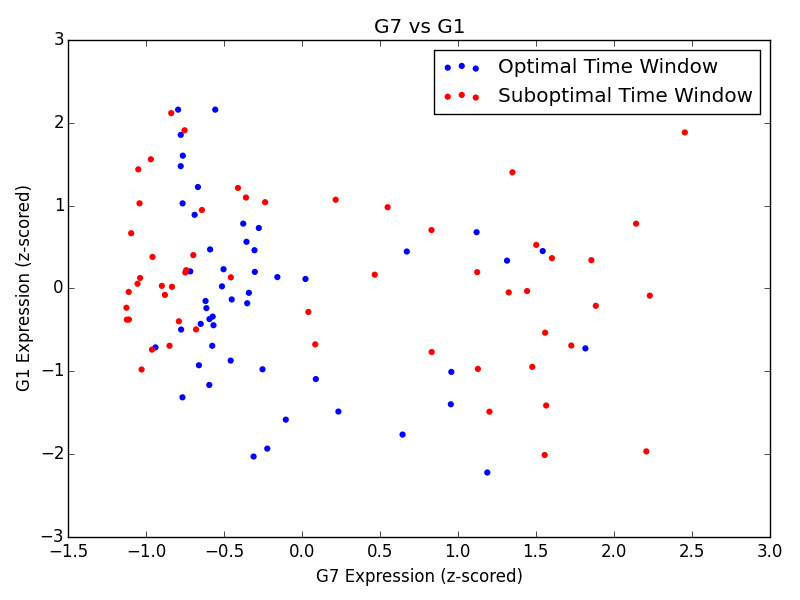 G7 vs G1
3
2
1
0
−1
−2
−3
G1 Expression (z-scored)
Optimal Time Window
Suboptimal Time Window
−1.5 −1.0 −0.5 0.0 0.5 1.0 1.5 2.0 2.5 3.0
G7 Expression (z-scored)